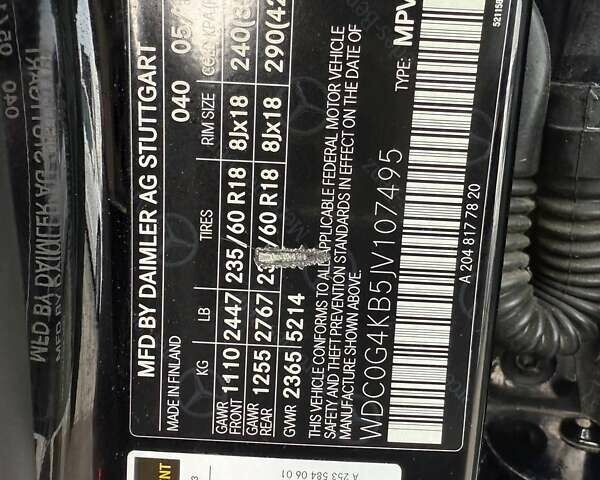 MFD BY DAIMLER AG STUTTGART
MADE IN FINLAND 040 05/
KG LB TIRES RIM SIZE
GAWR FRONT 1110 2447 235/60 R18 8Jx18 240(
GAWR REAR 1255 2767 /60 R18 8Jx18 290(42
GVWR 2365 5214
THIS VEHICLE CONFORMS TO ALL APPLICABLE FEDERAL MOTOR VEHICLE
SAFETY AND THEFT PREVENTION STANDARDS IN EFFECT ON THE DATE OF
MANUFACTURE SHOWN ABOVE.
WDC0G4KB5JV107495 TYPE: MPV
A 204 817 78 20
52115
A 253 584 06 01